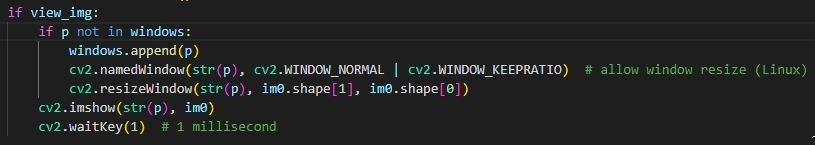 if view_img:
if p not in windows:
windows.append(p)
cv2.namedWindow(str(p), cv2.WINDOW_NORMAL | cv2.WINDOW_KEEPRATIO)  # allow window resize (Linux)
cv2.resizeWindow(str(p), im0.shape[1], im0.shape[0])
cv2.imshow(str(p), im0)
cv2.waitKey(1)  # 1 millisecond